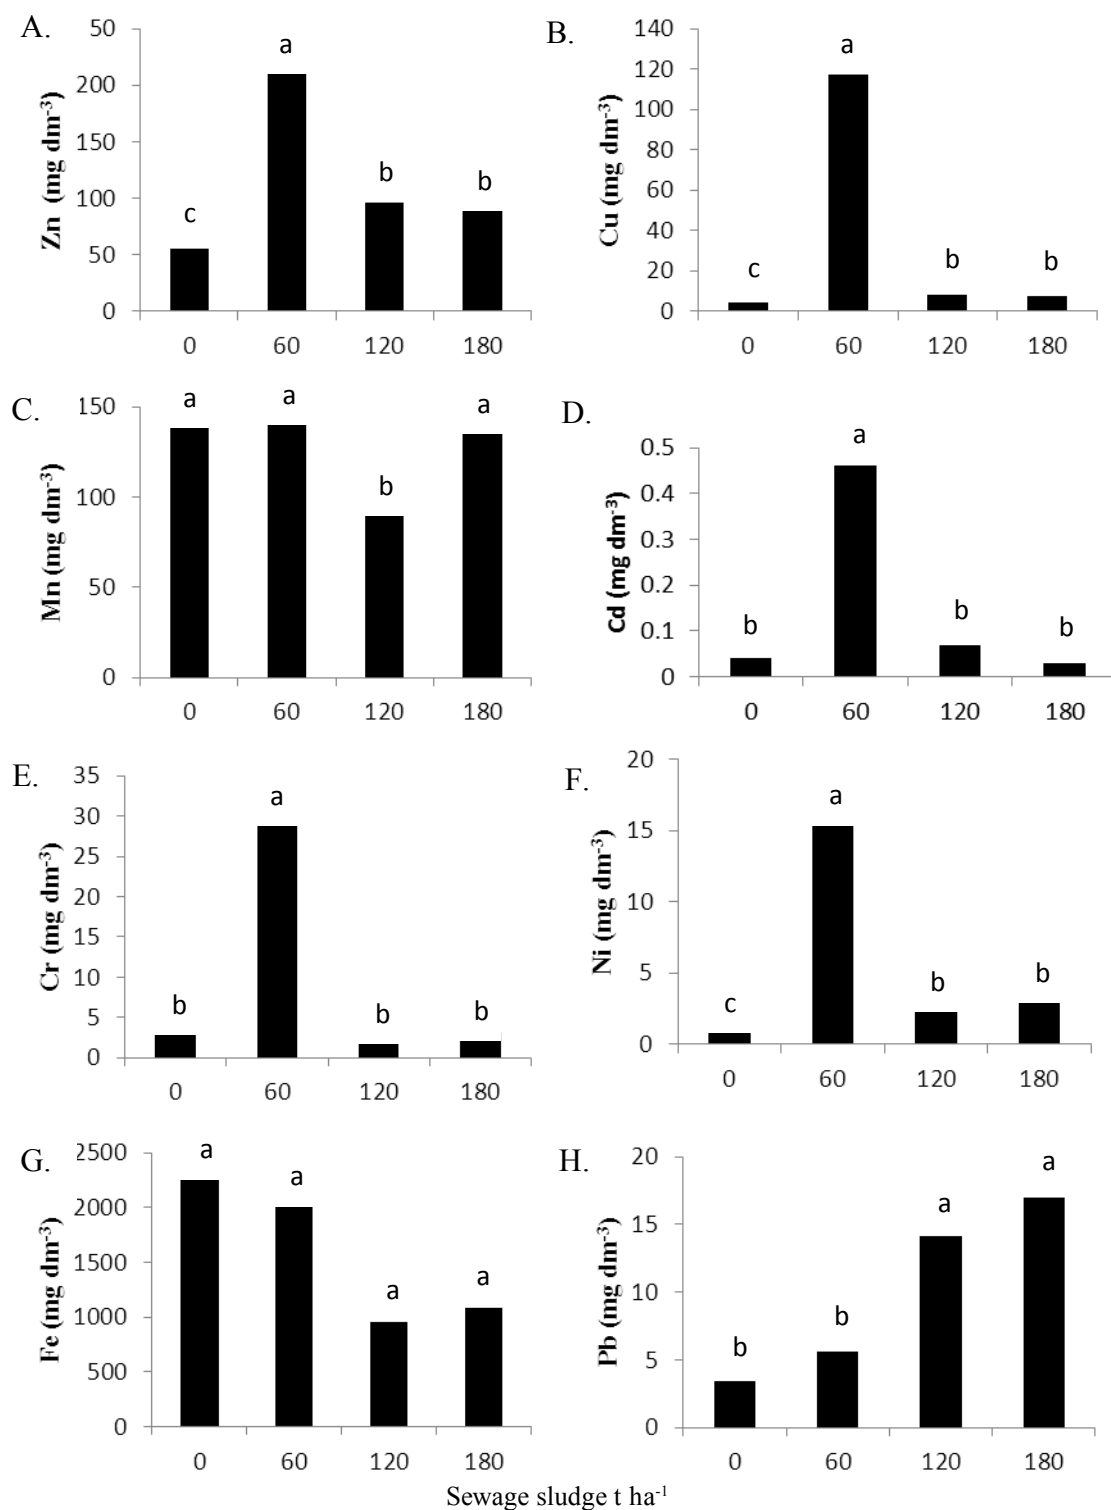 A.
Zn (mg dm-3)
50
200
150
100
50
0
c
a
b
b
0 60 120 180
B.
Cu (mg dm-3)
140
120
100
80
60
40
20
0
c
a
b
b
0 60 120 180
C.
Mn (mg dm-3)
150
100
50
0
a
a
b
a
0 60 120 180
D.
Cd (mg dm-3)
0.5
0.4
0.3
0.2
0.1
0
b
a
b
b
0 60 120 180
E.
Cr (mg dm-3)
35
30
25
20
15
10
5
0
b
a
b
b
0 60 120 180
F.
Ni (mg dm-3)
20
15
10
5
0
c
a
b
b
0 60 120 180
G.
Fe (mg dm-3)
2500
2000
1500
1000
500
0
a
a
a
a
0 60 120 180
H.
Pb (mg dm-3)
20
15
10
5
0
b
b
a
a
0 60 120 180
Sewage sludge t ha-1